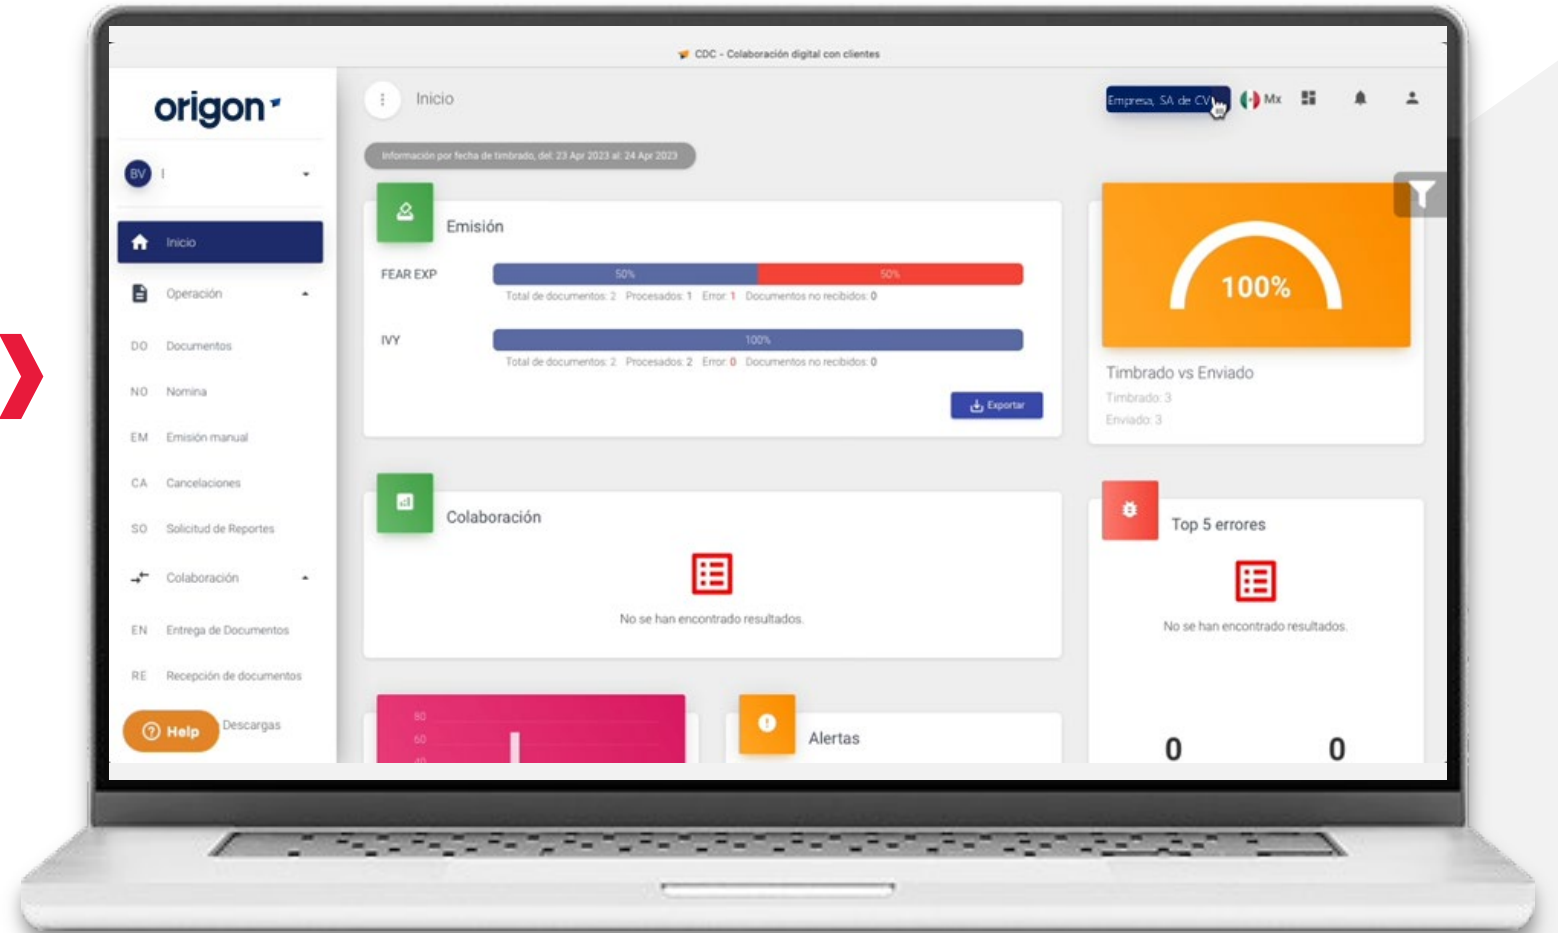 CDC - Colaboración digital con clientes
origon
Inicio
Empresa, SA de CV
Mx
BV
Información por fecha de timbrado, del: 23 Apr 2023 al: 24 Apr 2023
Inicio
Operación
DO Documentos
NO Nomina
EM Emisión manual
CA Cancelaciones
SO Solicitud de Reportes
Colaboración
EN Entrega de Documentos
RE Recepción de documentos
Help
Descargas
Emisión
FEAR EXP
50% 50%
Total de documentos: 2 Procesados: 1 Error: 1 Documentos no recibidos: 0
IVY
100%
Total de documentos: 2 Procesados: 2 Error: 0 Documentos no recibidos: 0
Exportar
100%
Timbrado vs Enviado
Timbrado: 3
Enviado: 3
Colaboración
No se han encontrado resultados.
Top 5 errores
No se han encontrado resultados.
0 0
80
60
40
Alertas